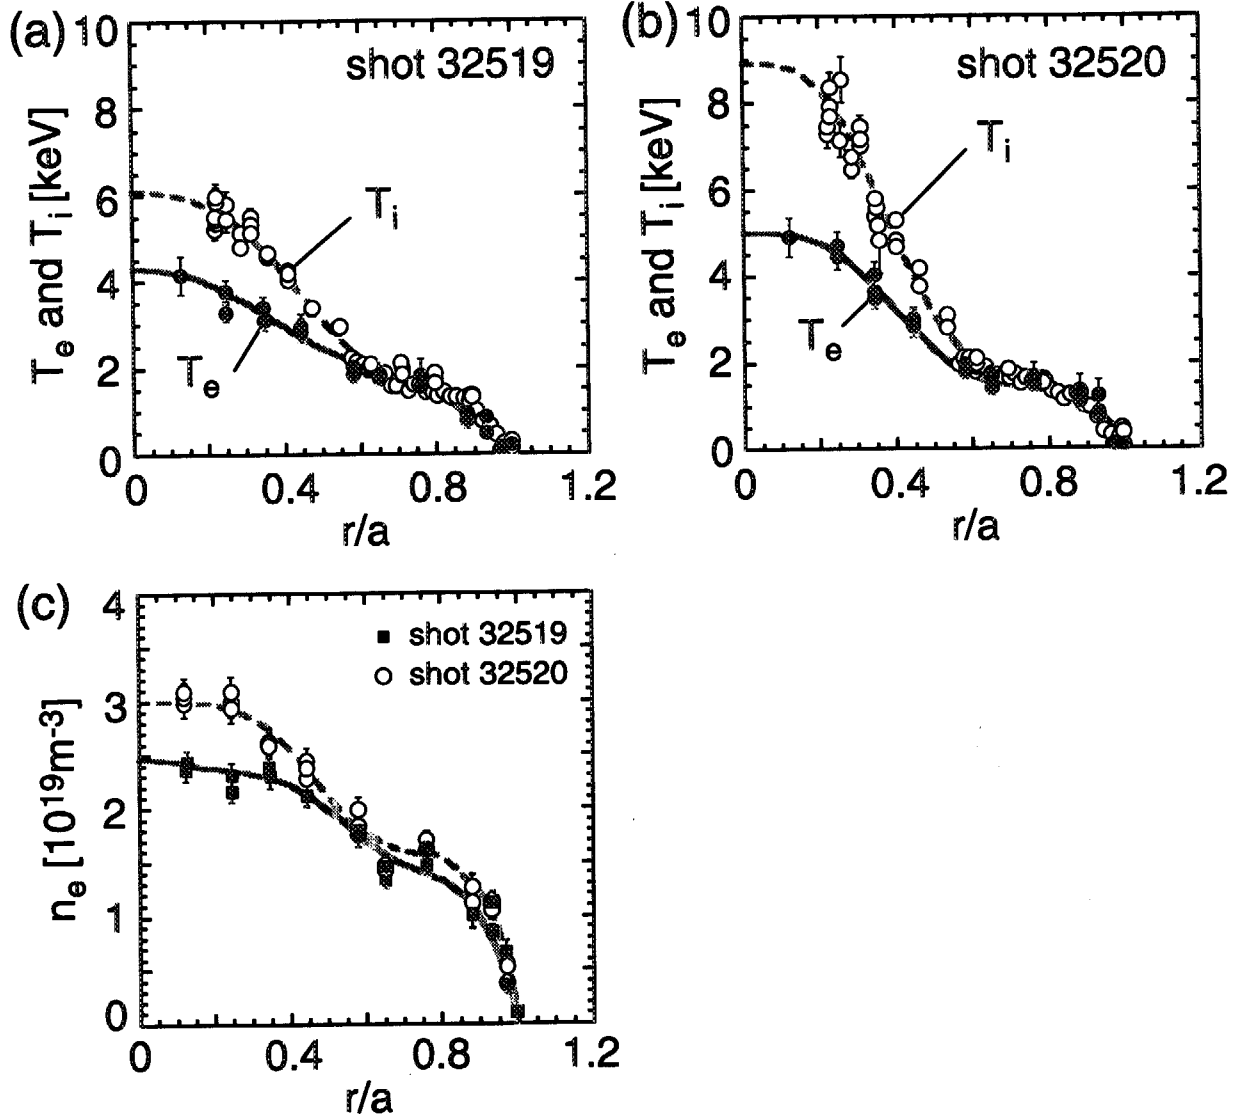 (a)
T_e and T_i [keV]
10
8
6
4
2
0
shot 32519
T_i
T_e
0 0.4 0.8 1.2
r/a
(b)
T_e and T_i [keV]
10
8
6
4
2
0
shot 32520
T_i
T_e
0 0.4 0.8 1.2
r/a
(c)
n_e [10^19m^-3]
4
3
2
1
0
shot 32519
shot 32520
0 0.4 0.8 1.2
r/a